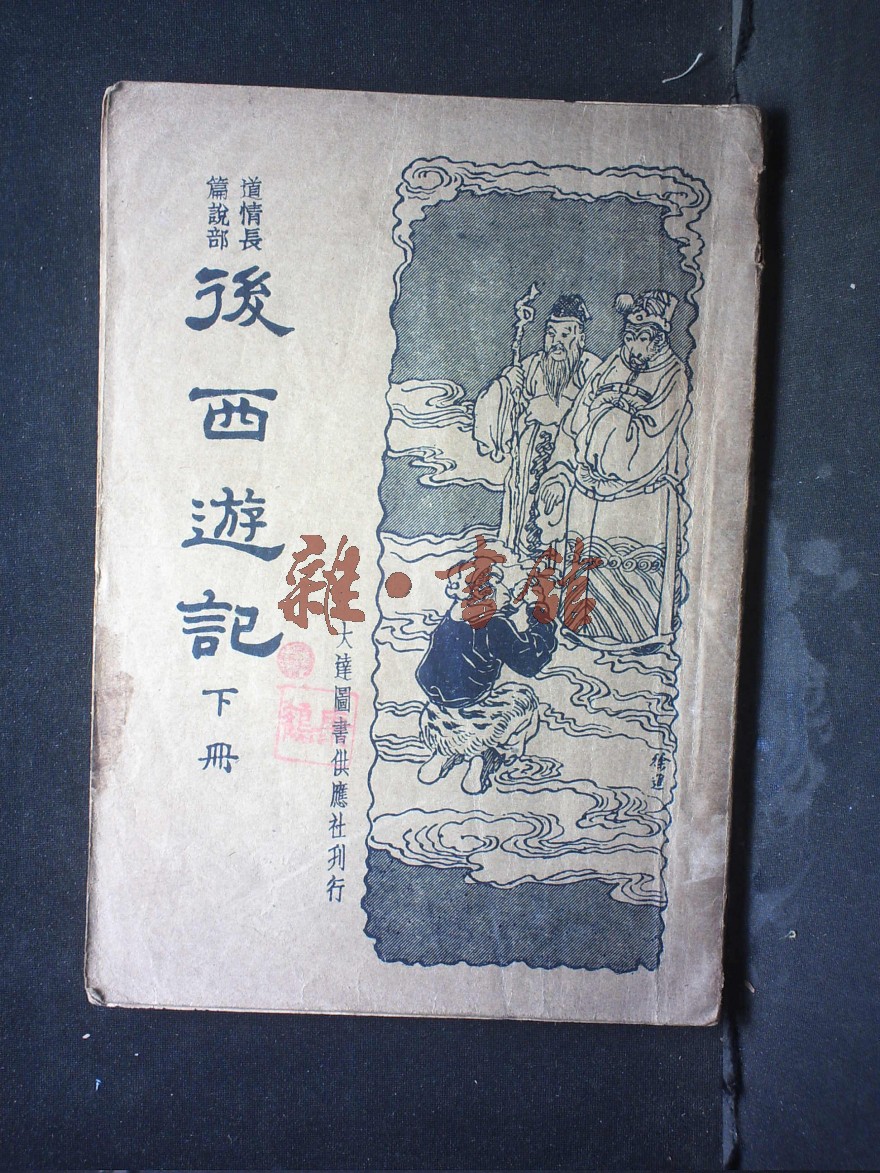 道情長
篇說部
後西遊記
下冊
大達圖書供應社刊行
雜·書館